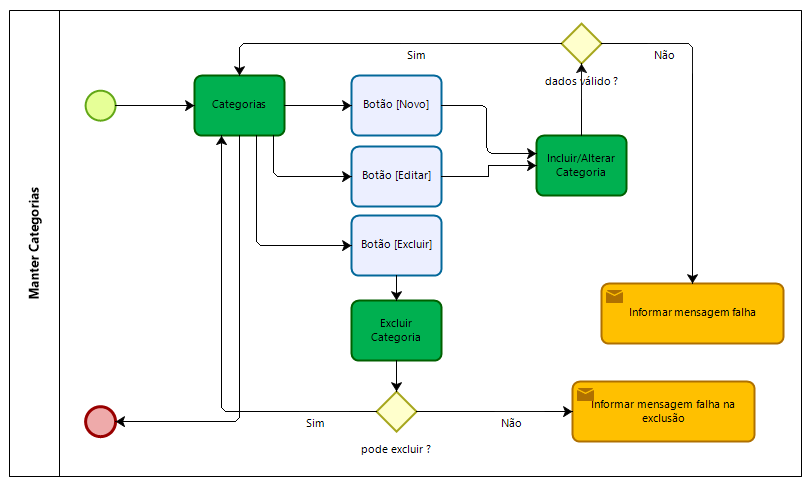 Manter Categorias
Sim
Não
dados válido ?
Categorias
Botão [Novo]
Incluir/Alterar
Categoria
Botão [Editar]
Botão [Excluir]
Informar mensagem falha
Excluir
Categoria
Informar mensagem falha na
exclusão
Sim
Não
pode excluir ?